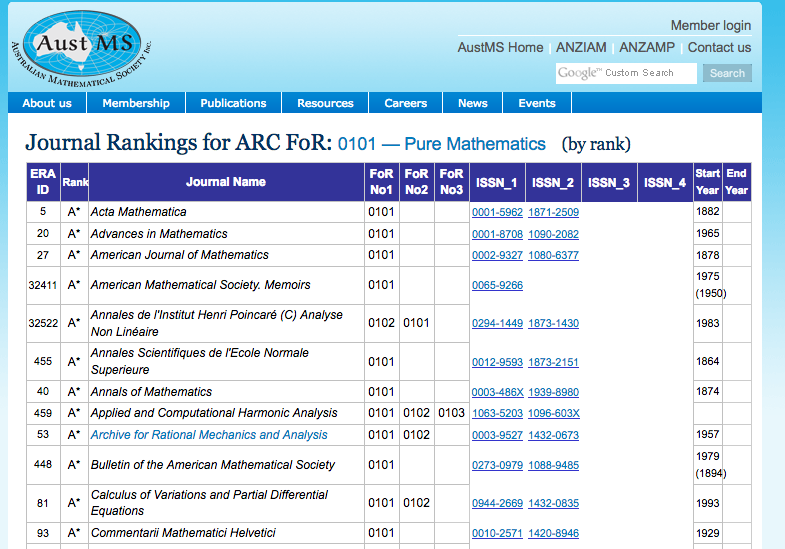 Aust MS
AUSTRALIAN MATHEMATICAL SOCIETY Inc.
Member login
AustMS Home | ANZIAM | ANZAMP | Contact us
Google™ Custom Search Search
About us Membership Publications Resources Careers News Events
Journal Rankings for ARC FoR: 0101 — Pure Mathematics (by rank)
ERA ID Rank Journal Name FoR No1 FoR No2 FoR No3 ISSN_1 ISSN_2 ISSN_3 ISSN_4 Start Year End Year
5 A* Acta Mathematica 0101 0001-5962 1871-2509 1882
20 A* Advances in Mathematics 0101 0001-8708 1090-2082 1965
27 A* American Journal of Mathematics 0101 0002-9327 1080-6377 1878
32411 A* American Mathematical Society. Memoirs 0101 0065-9266 1975 (1950)
32522 A* Annales de l'Institut Henri Poincaré (C) Analyse Non Linéaire 0102 0101 0294-1449 1873-1430 1983
455 A* Annales Scientifiques de l'Ecole Normale Superieure 0101 0012-9593 1873-2151 1864
40 A* Annals of Mathematics 0101 0003-486X 1939-8980 1874
459 A* Applied and Computational Harmonic Analysis 0101 0102 0103 1063-5203 1096-603X
53 A* Archive for Rational Mechanics and Analysis 0101 0102 0003-9527 1432-0673 1957
448 A* Bulletin of the American Mathematical Society 0101 0273-0979 1088-9485 1979 (1894)
81 A* Calculus of Variations and Partial Differential Equations 0101 0102 0944-2669 1432-0835 1993
93 A* Commentarii Mathematici Helvetici 0101 0010-2571 1420-8946 1929